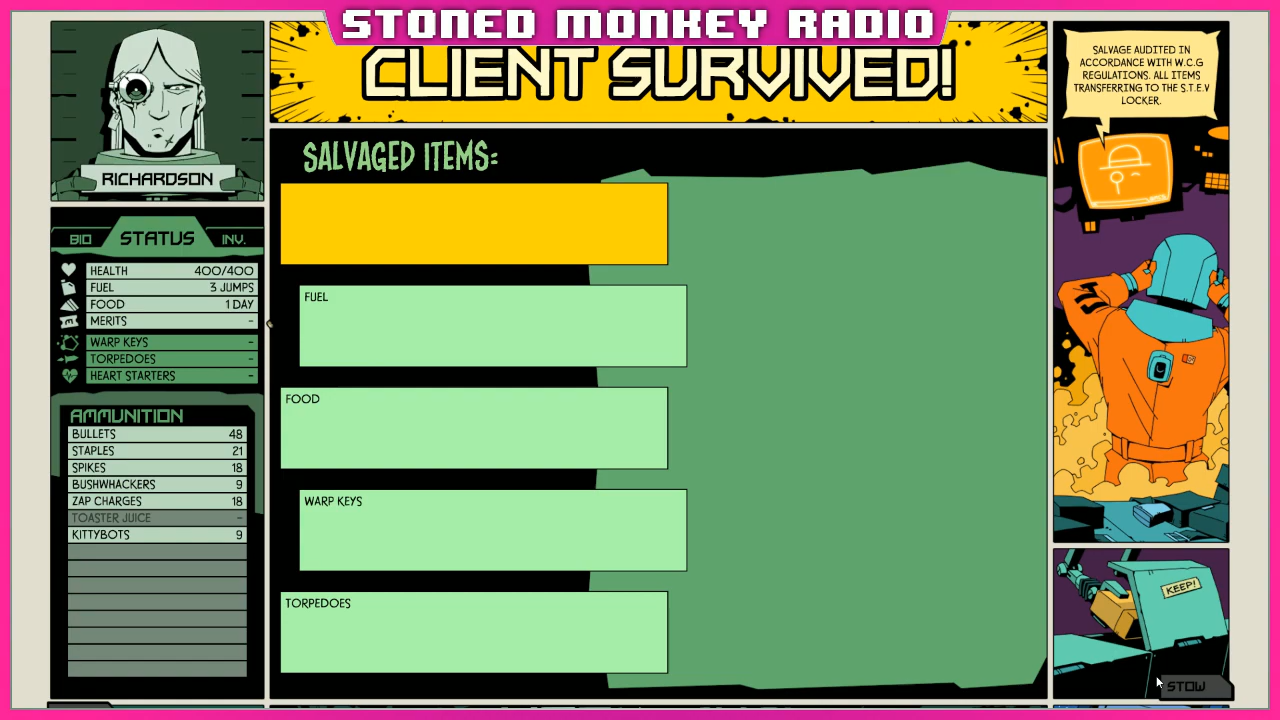 STONED MONKEY RADIO
CLIENT SURVIVED!
RICHARDSON
BIO
STATUS
INV.
HEALTH 400/400
FUEL 3 JUMPS
FOOD 1 DAY
MERITS -
WARP KEYS -
TORPEDOES -
HEART STARTERS -
AMMUNITION
BULLETS 48
STAPLES 21
SPIKES 18
BUSHWHACKERS 9
ZAP CHARGES 18
TOASTER JUICE -
KITTYBOTS 9
SALVAGED ITEMS:
FUEL
FOOD
WARP KEYS
TORPEDOES
SALVAGE AUDITED IN
ACCORDANCE WITH W.C.G
REGULATIONS. ALL ITEMS
TRANSFERRING TO THE S.T.E.V
LOCKER.
KEEP!
STOW